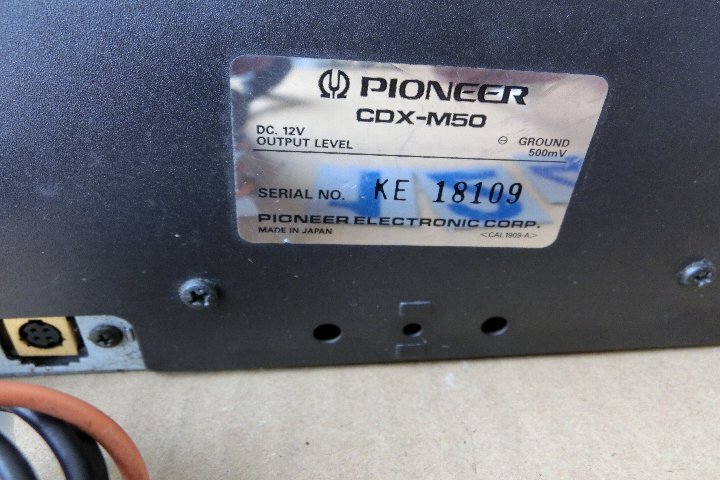 PIONEER
CDX-M50
DC. 12V ⊖ GROUND
OUTPUT LEVEL 500mV
SERIAL NO. KE 18109
PIONEER ELECTRONIC CORP.
MADE IN JAPAN <CAL1909-A>